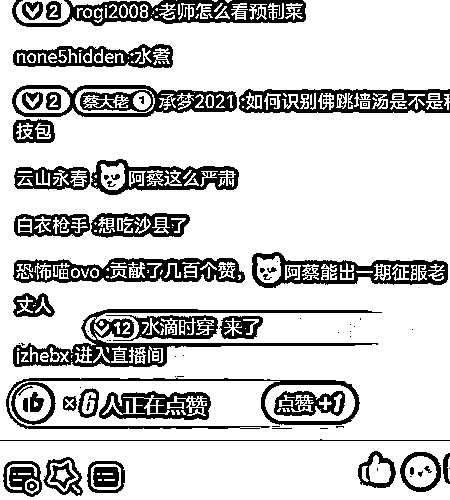 2 rogi2008 :老师怎么看预制菜
none5hidden :水煮
2 蔡大佬 1 承梦2021 :如何识别佛跳墙汤是不是科
技包
云山永春 :阿蔡这么严肃
白衣枪手 :想吃沙县了
恐怖喵ovo :贡献了几百个赞，阿蔡能出一期征服老
丈人
12 水滴时穿 来了
jzhebx 进入直播间
×6 人正在点赞 点赞+1